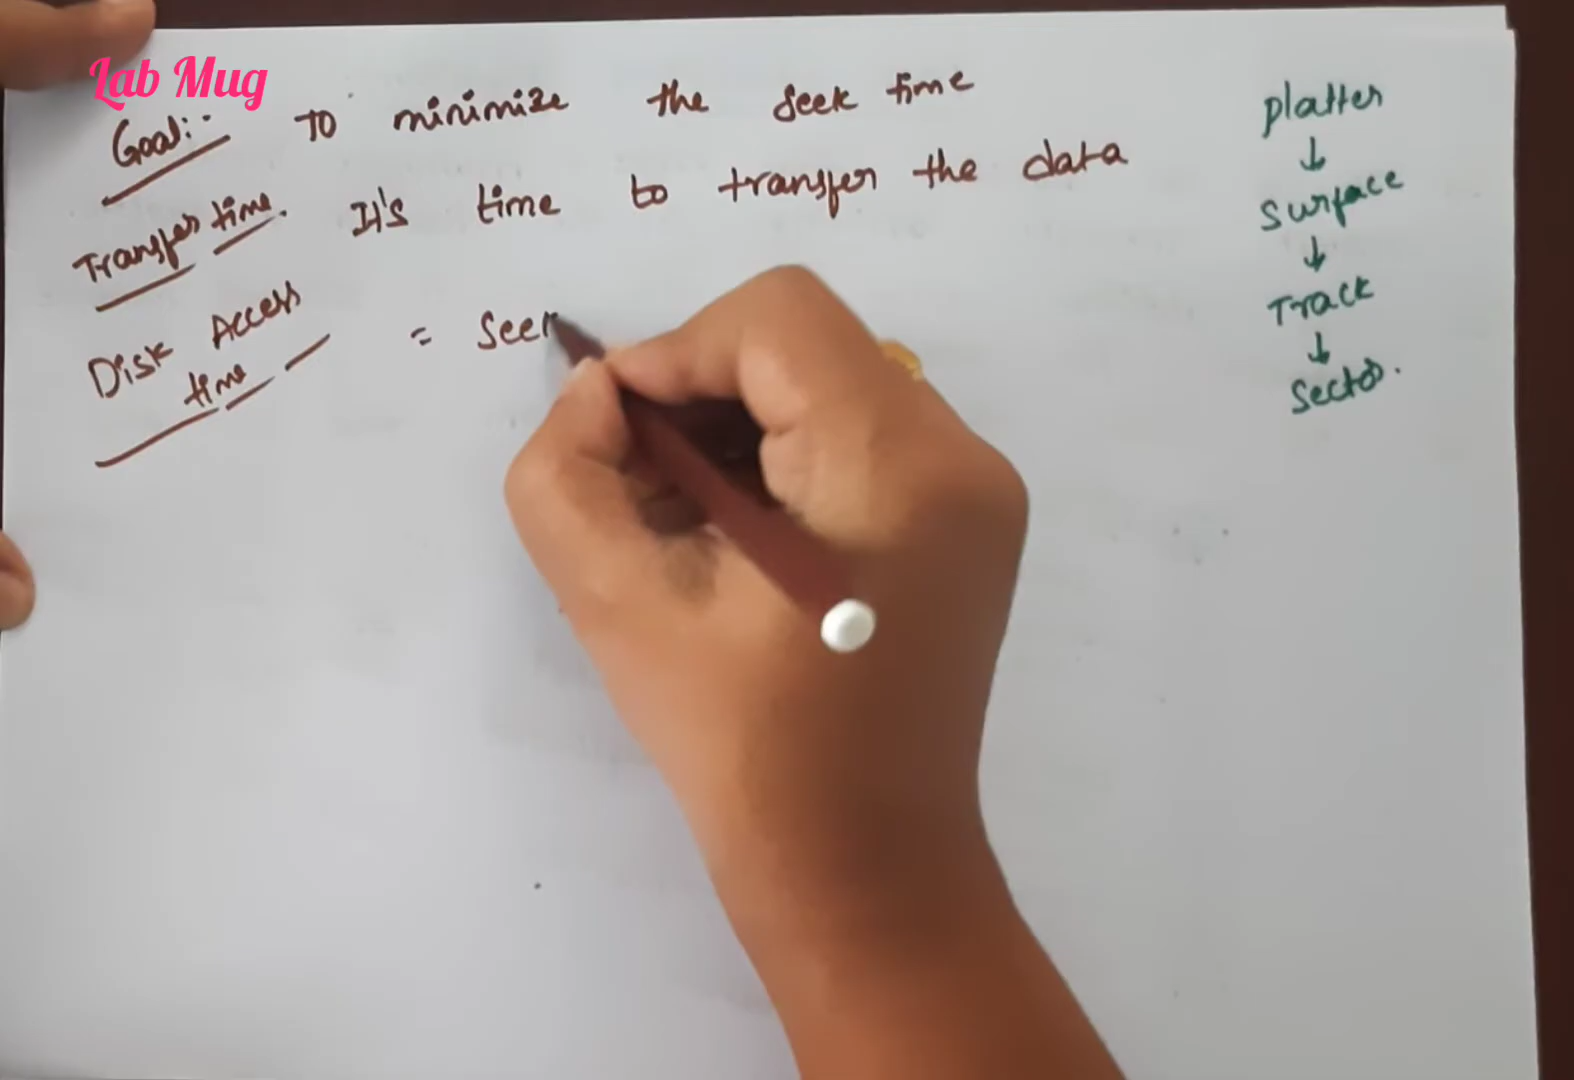 Lab Mug
Goal:- To minimize the seek time
Transfer time. It's time to transfer the data
Disk Access
time
= Seek
platter
↓
Surface
↓
Track
↓
Sector.